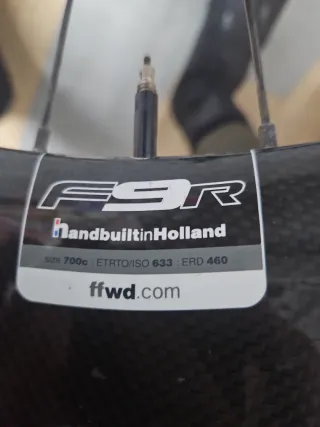 F9R
handbuiltinHolland
SIZE 700c : ETRTO/ISO 633 : ERD 460
ffwd.com